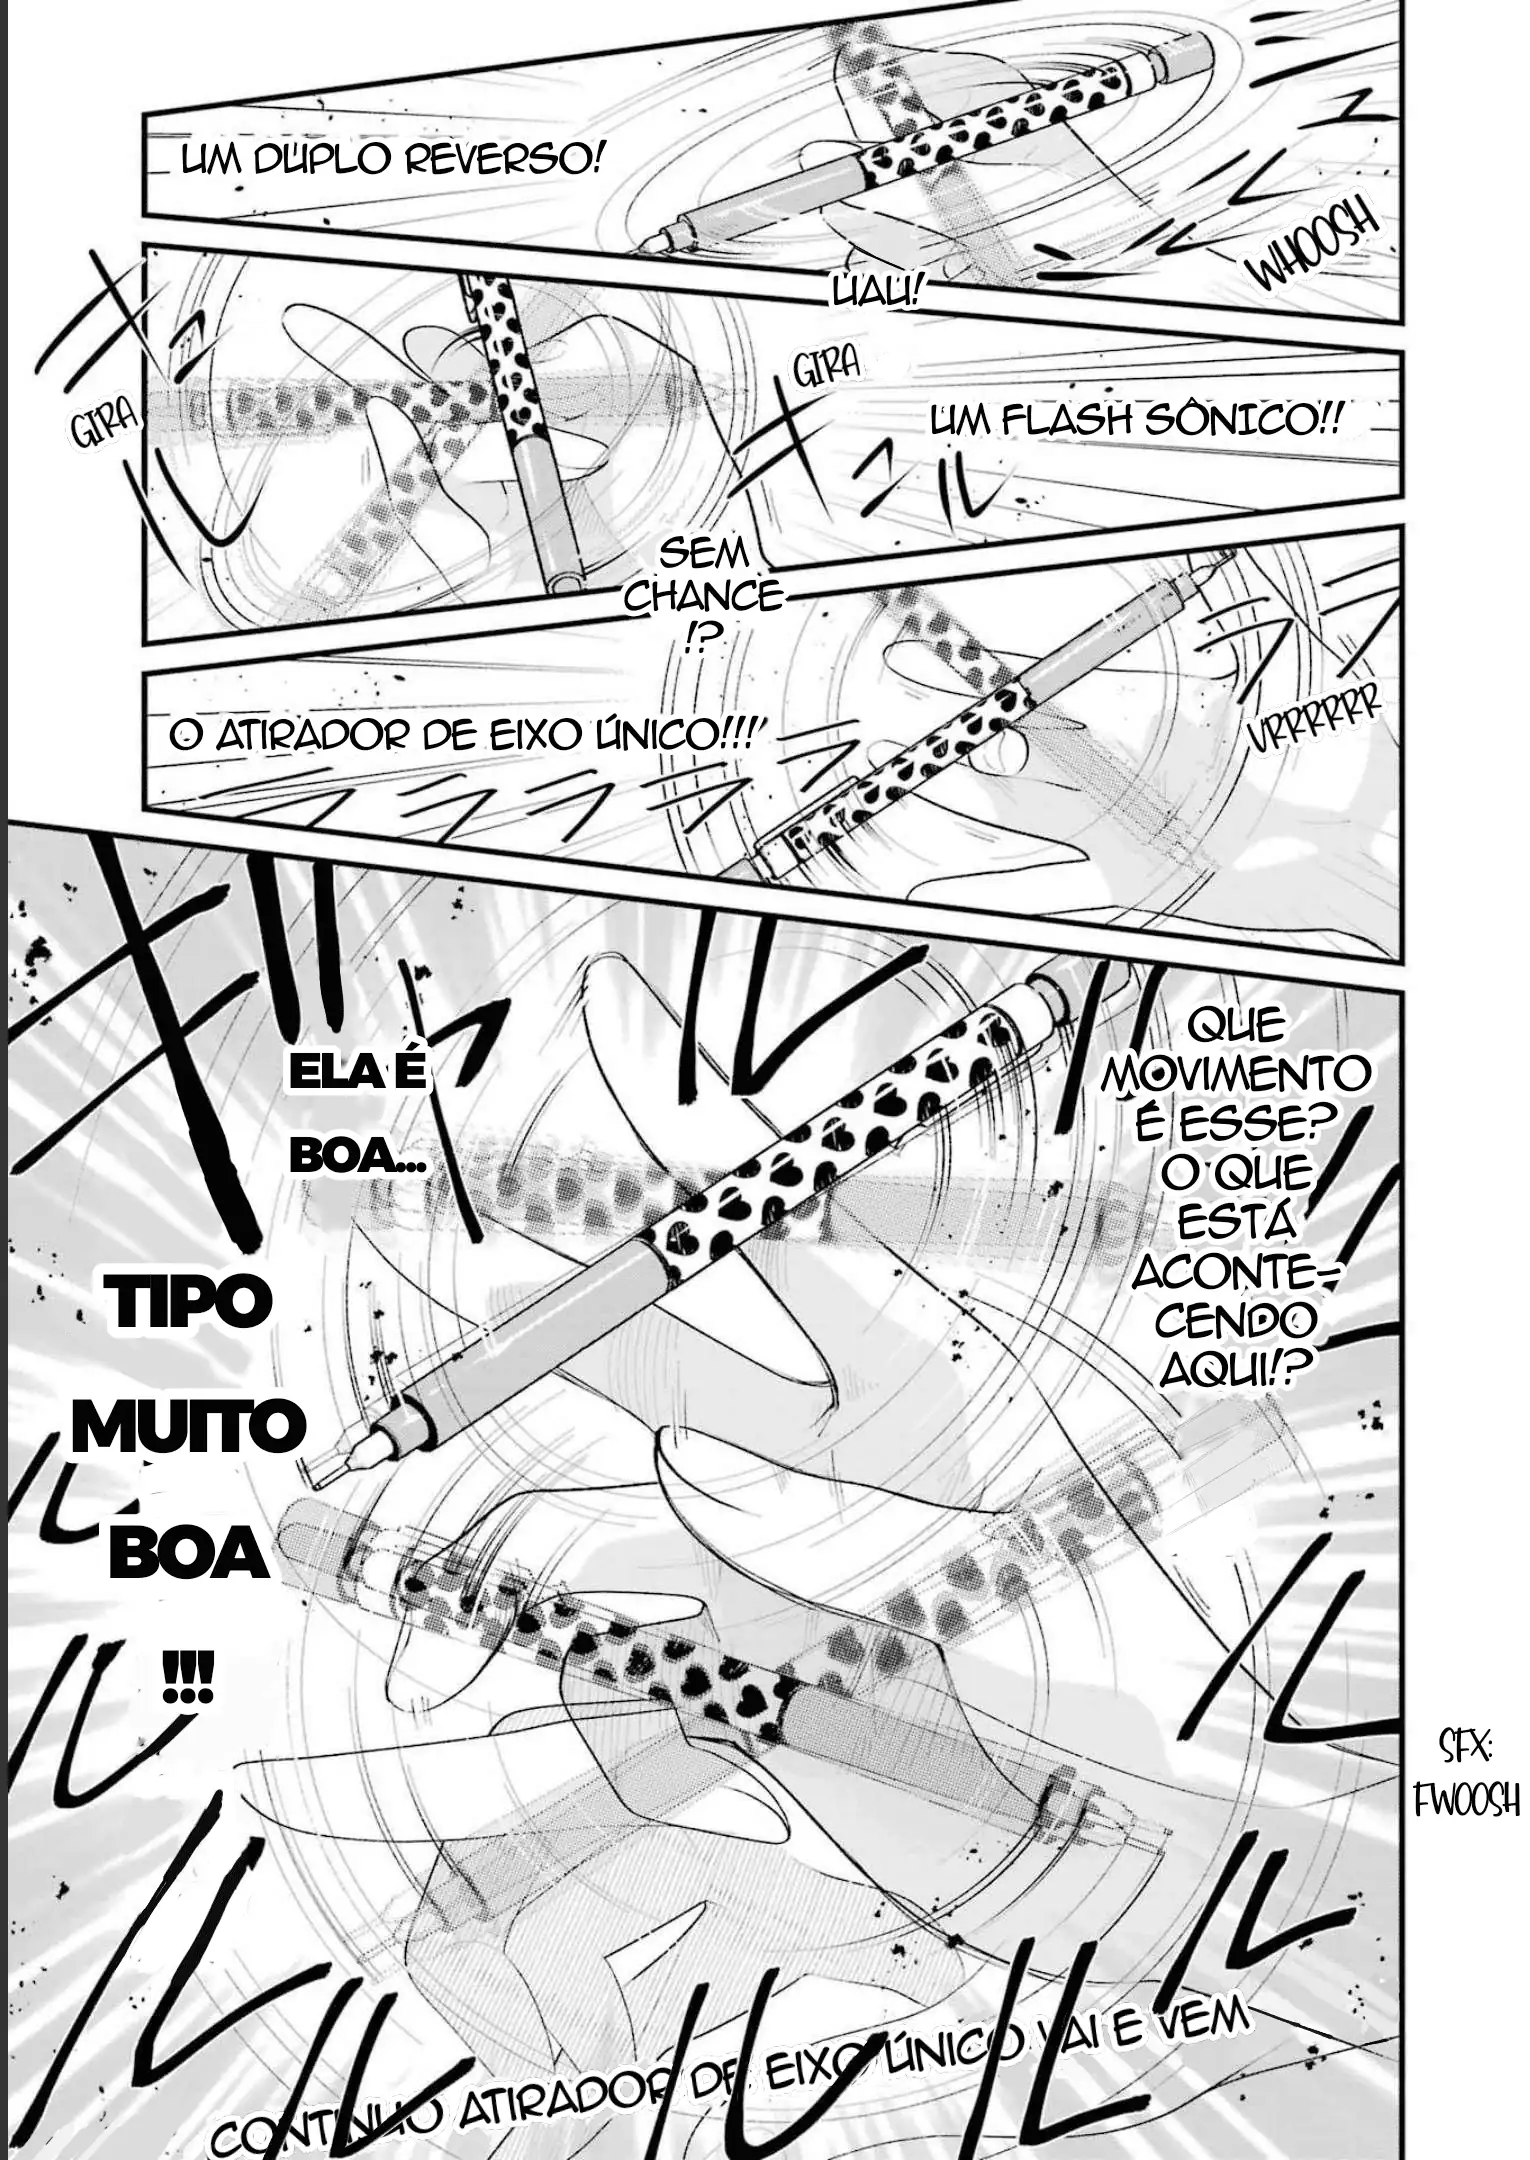 UM DUPLO REVERSO!
WHOOSH
UAU!
GIRA
UM FLASH SÔNICO!!
GIRA
SEM
CHANCE
!?
O ATIRADOR DE EIXO ÚNICO!!!
VRRRRRR
QUE
MOVIMENTO
É ESSE?
O QUE
ESTÁ
ACONTE-
CENDO
AQUI!?
ELA É
BOA...
TIPO
MUITO
BOA
!!!
SFX:
FWOOSH
CONTINHO ATIRADOR DE EIXO ÚNICO VAI E VEM